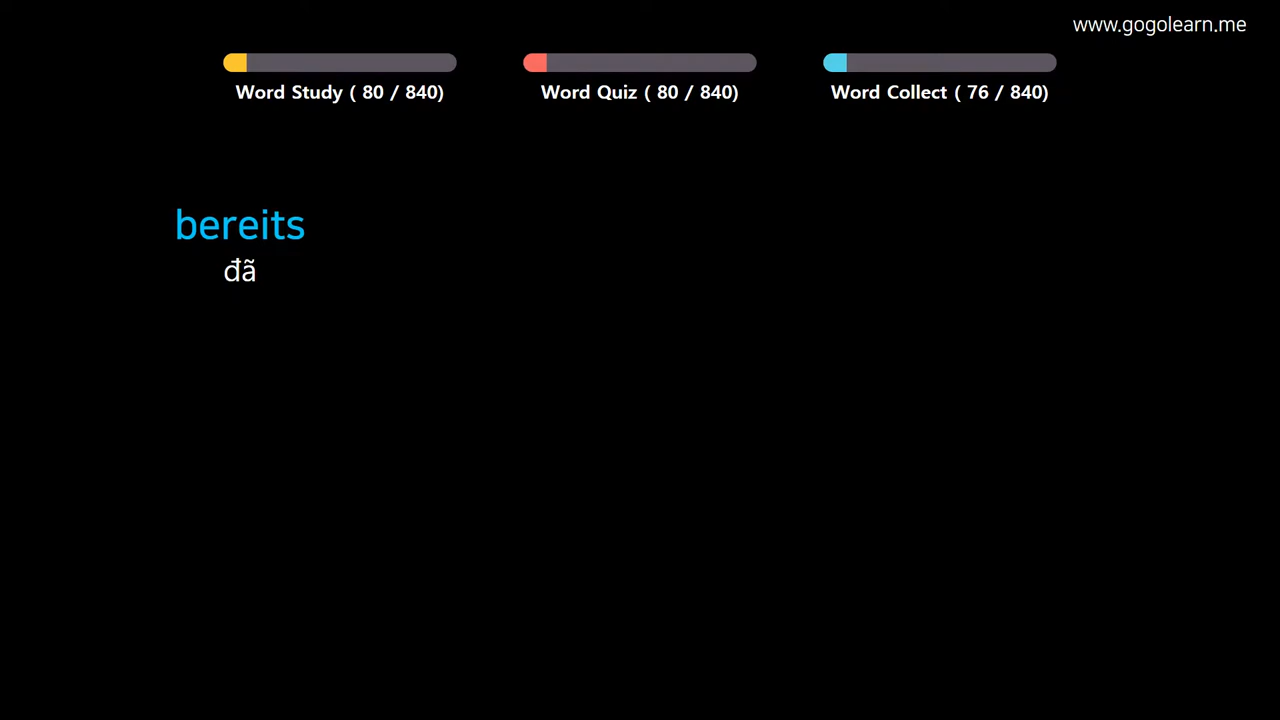 www.gogolearn.me
Word Study ( 80 / 840)
Word Quiz ( 80 / 840)
Word Collect ( 76 / 840)
bereits
đã